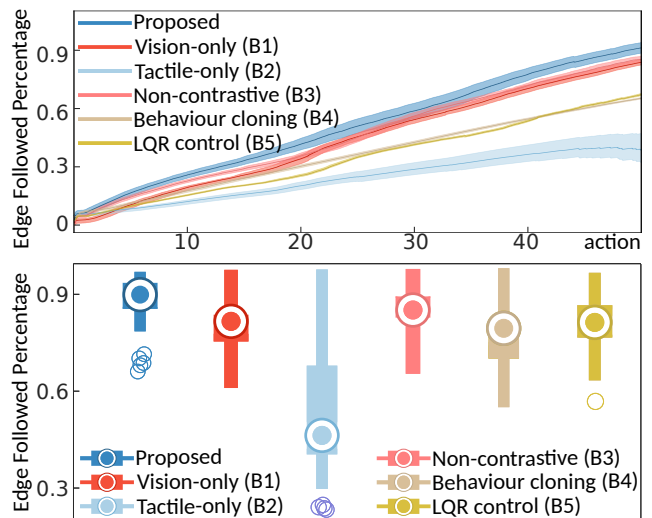 Edge Followed Percentage
0.9
0.6
0.3
0
Proposed
Vision-only (B1)
Tactile-only (B2)
Non-contrastive (B3)
Behaviour cloning (B4)
LQR control (B5)
10
20
30
40
action
Edge Followed Percentage
0.9
0.6
0.3
Proposed
Vision-only (B1)
Tactile-only (B2)
Non-contrastive (B3)
Behaviour cloning (B4)
LQR control (B5)